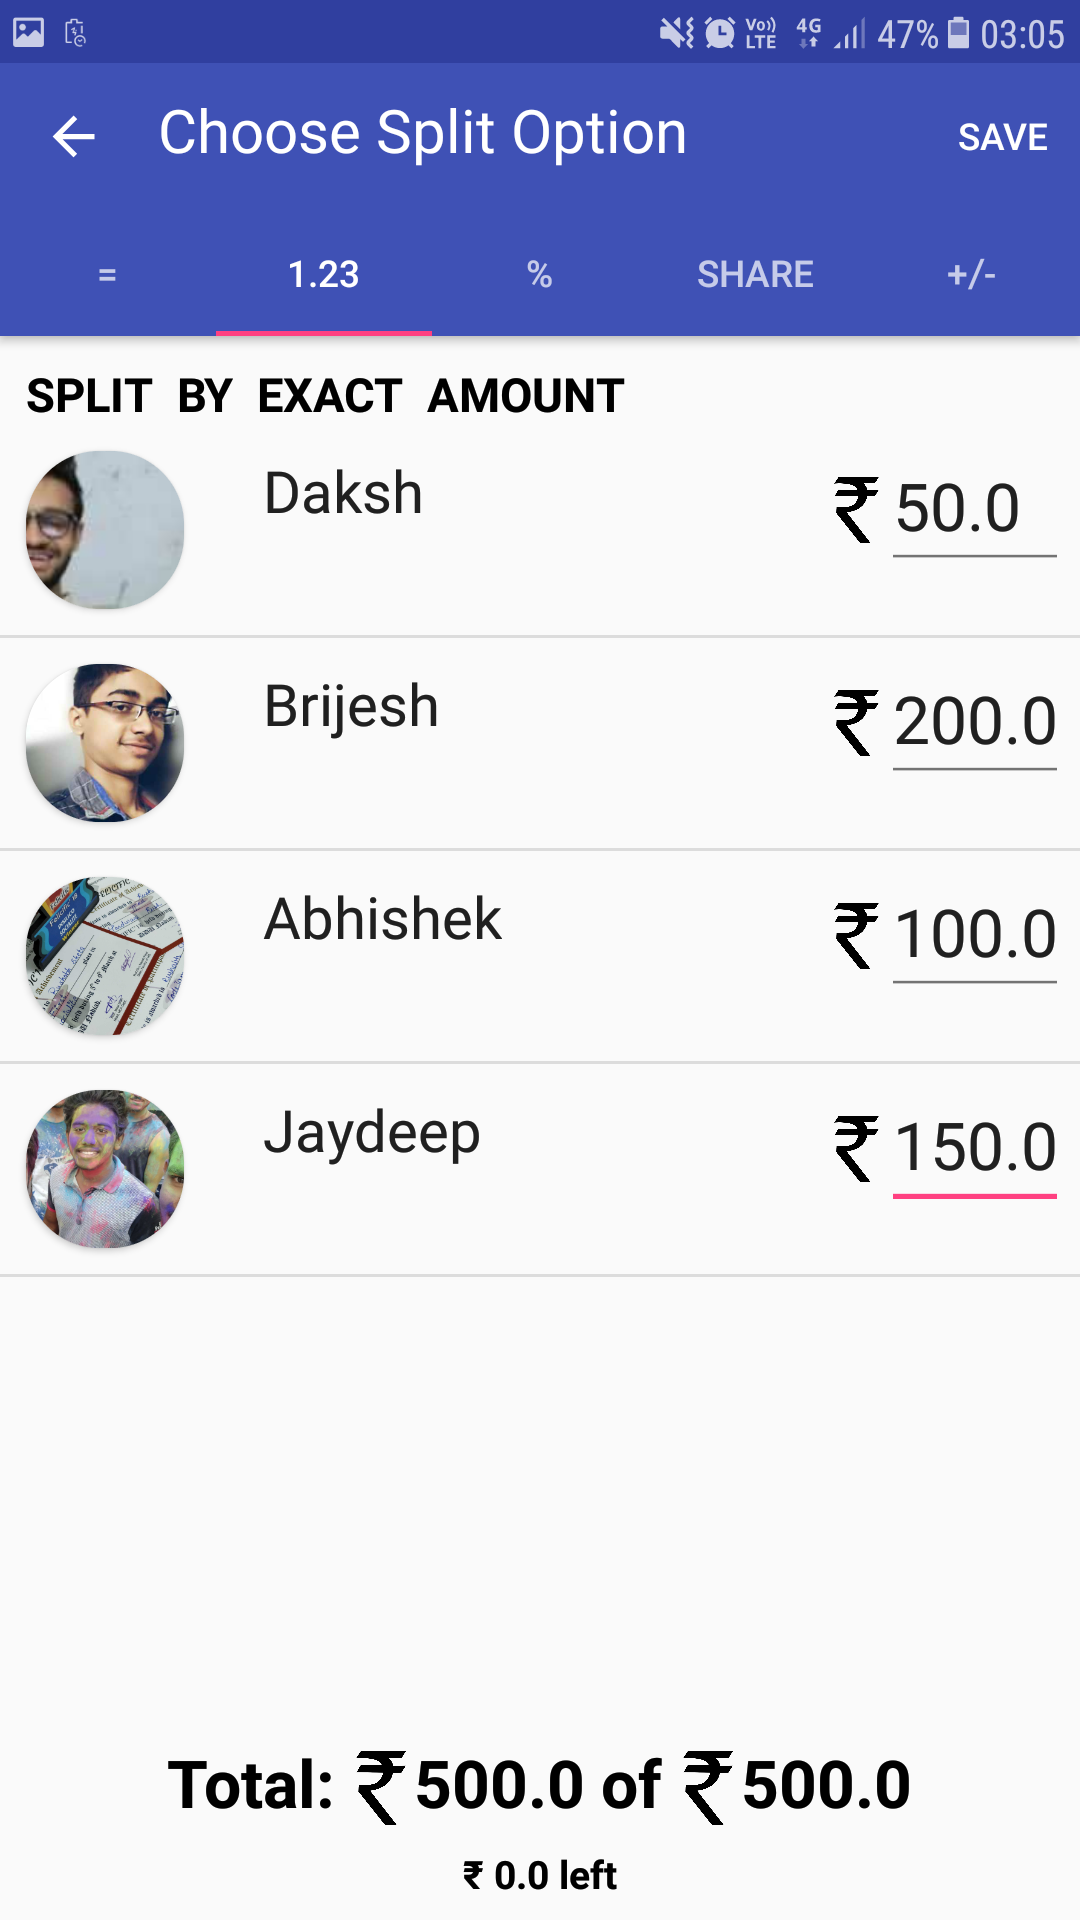 Vo)) 4G 47% 03:05
LTE
Choose Split Option SAVE
= 1.23 % SHARE +/-
SPLIT BY EXACT AMOUNT
Daksh ₹ 50.0
Brijesh ₹ 200.0
Abhishek ₹ 100.0
Jaydeep ₹ 150.0
Total: ₹ 500.0 of ₹ 500.0
₹ 0.0 left